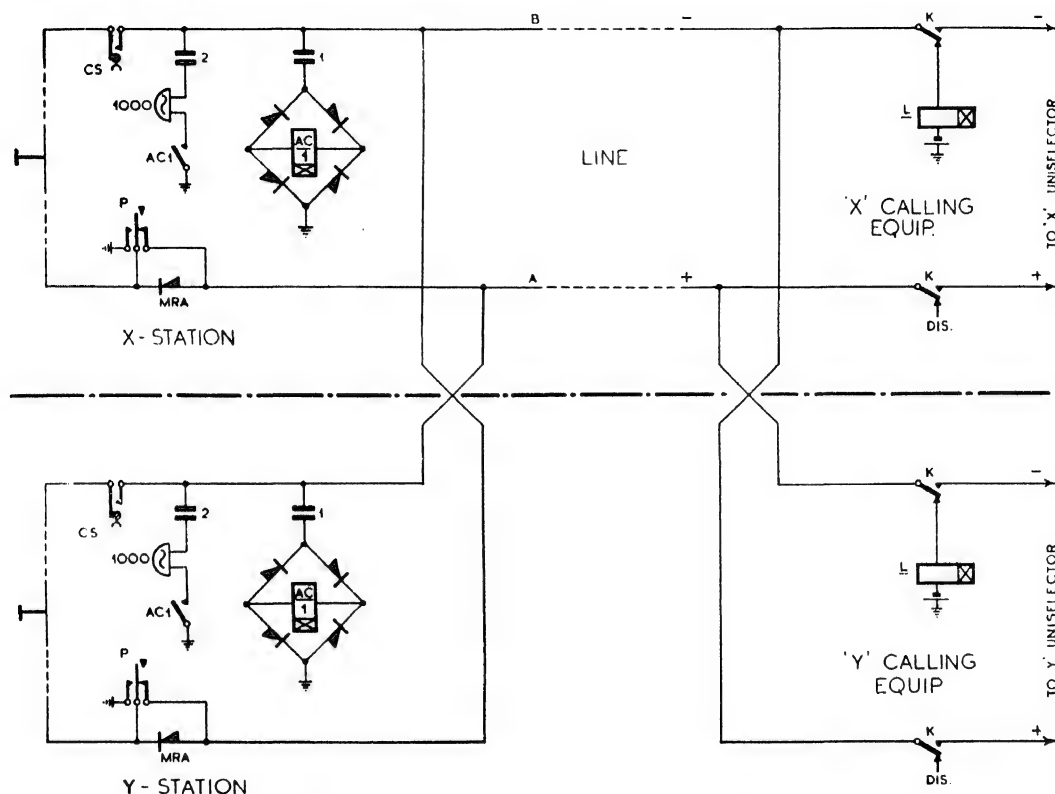 B
−
K
−
CS
2
1
1000
AC
1
L
AC1
LINE
'X' CALLING
EQUIP.
TO 'X' UNISELECTOR
P
A
+
K
+
MRA
DIS.
X - STATION
K
−
CS
2
1
1000
AC
1
L
AC1
'Y' CALLING
EQUIP
TO 'Y' UNISELECTOR
P
K
+
MRA
DIS.
Y - STATION